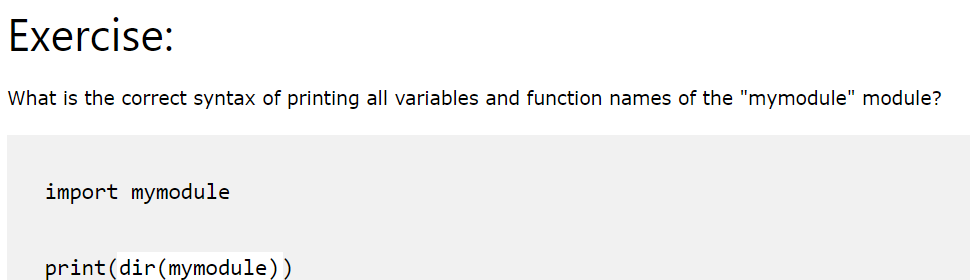 Exercise:
What is the correct syntax of printing all variables and function names of the "mymodule" module?
import mymodule
print(dir(mymodule))